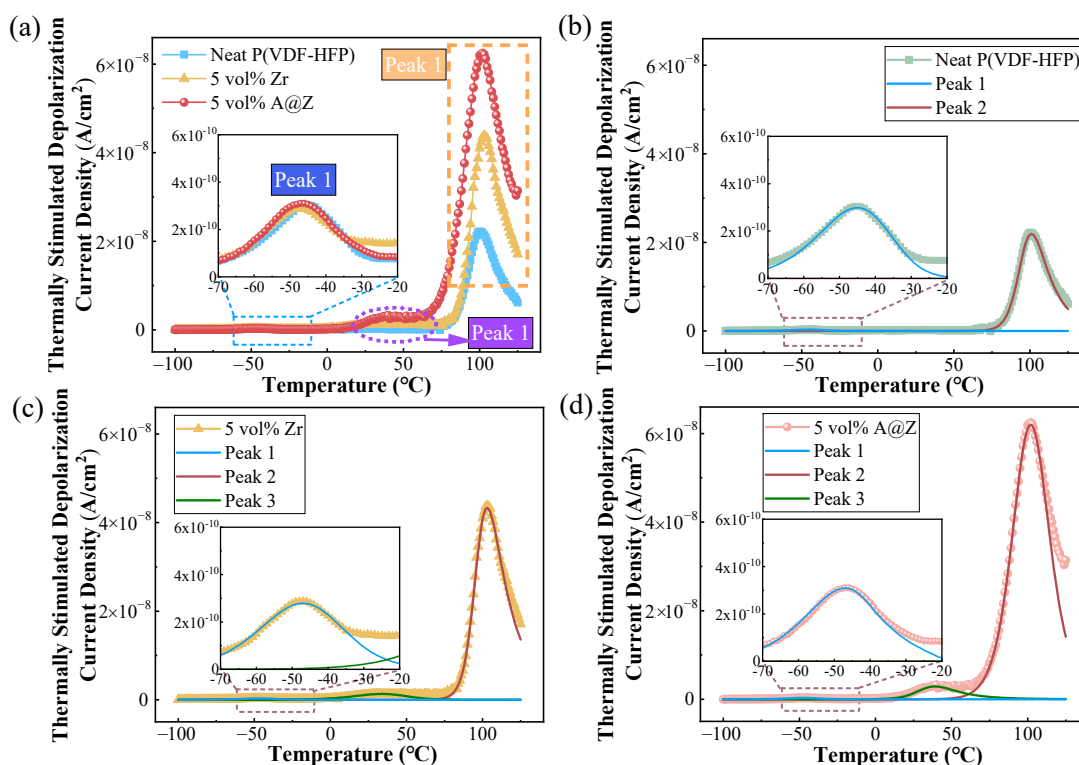 (a)
Thermally Stimulated Depolarization
Current Density (A/cm²)
6×10⁻⁸
4×10⁻⁸
2×10⁻⁸
0
Neat P(VDF-HFP)
5 vol% Zr
5 vol% A@Z
Peak 1
6×10⁻¹⁰
4×10⁻¹⁰
2×10⁻¹⁰
0
Peak 1
-70 -60 -50 -40 -30 -20
Peak 1
−100 −50 0 50 100
Temperature (℃)
(b)
Thermally Stimulated Depolarization
Current Density (A/cm²)
6×10⁻⁸
4×10⁻⁸
2×10⁻⁸
0
Neat P(VDF-HFP)
Peak 1
Peak 2
6×10⁻¹⁰
4×10⁻¹⁰
2×10⁻¹⁰
0
-70 -60 -50 -40 -30 -20
−100 −50 0 50 100
Temperature (℃)
(c)
Thermally Stimulated Depolarization
Current Density (A/cm²)
6×10⁻⁸
4×10⁻⁸
2×10⁻⁸
0
5 vol% Zr
Peak 1
Peak 2
Peak 3
6×10⁻¹⁰
4×10⁻¹⁰
2×10⁻¹⁰
0
-70 -60 -50 -40 -30 -20
−100 −50 0 50 100
Temperature (℃)
(d)
Thermally Stimulated Depolarization
Current Density (A/cm²)
6×10⁻⁸
4×10⁻⁸
2×10⁻⁸
0
5 vol% A@Z
Peak 1
Peak 2
Peak 3
6×10⁻¹⁰
4×10⁻¹⁰
2×10⁻¹⁰
0
-70 -60 -50 -40 -30 -20
−100 −50 0 50 100
Temperature (℃)